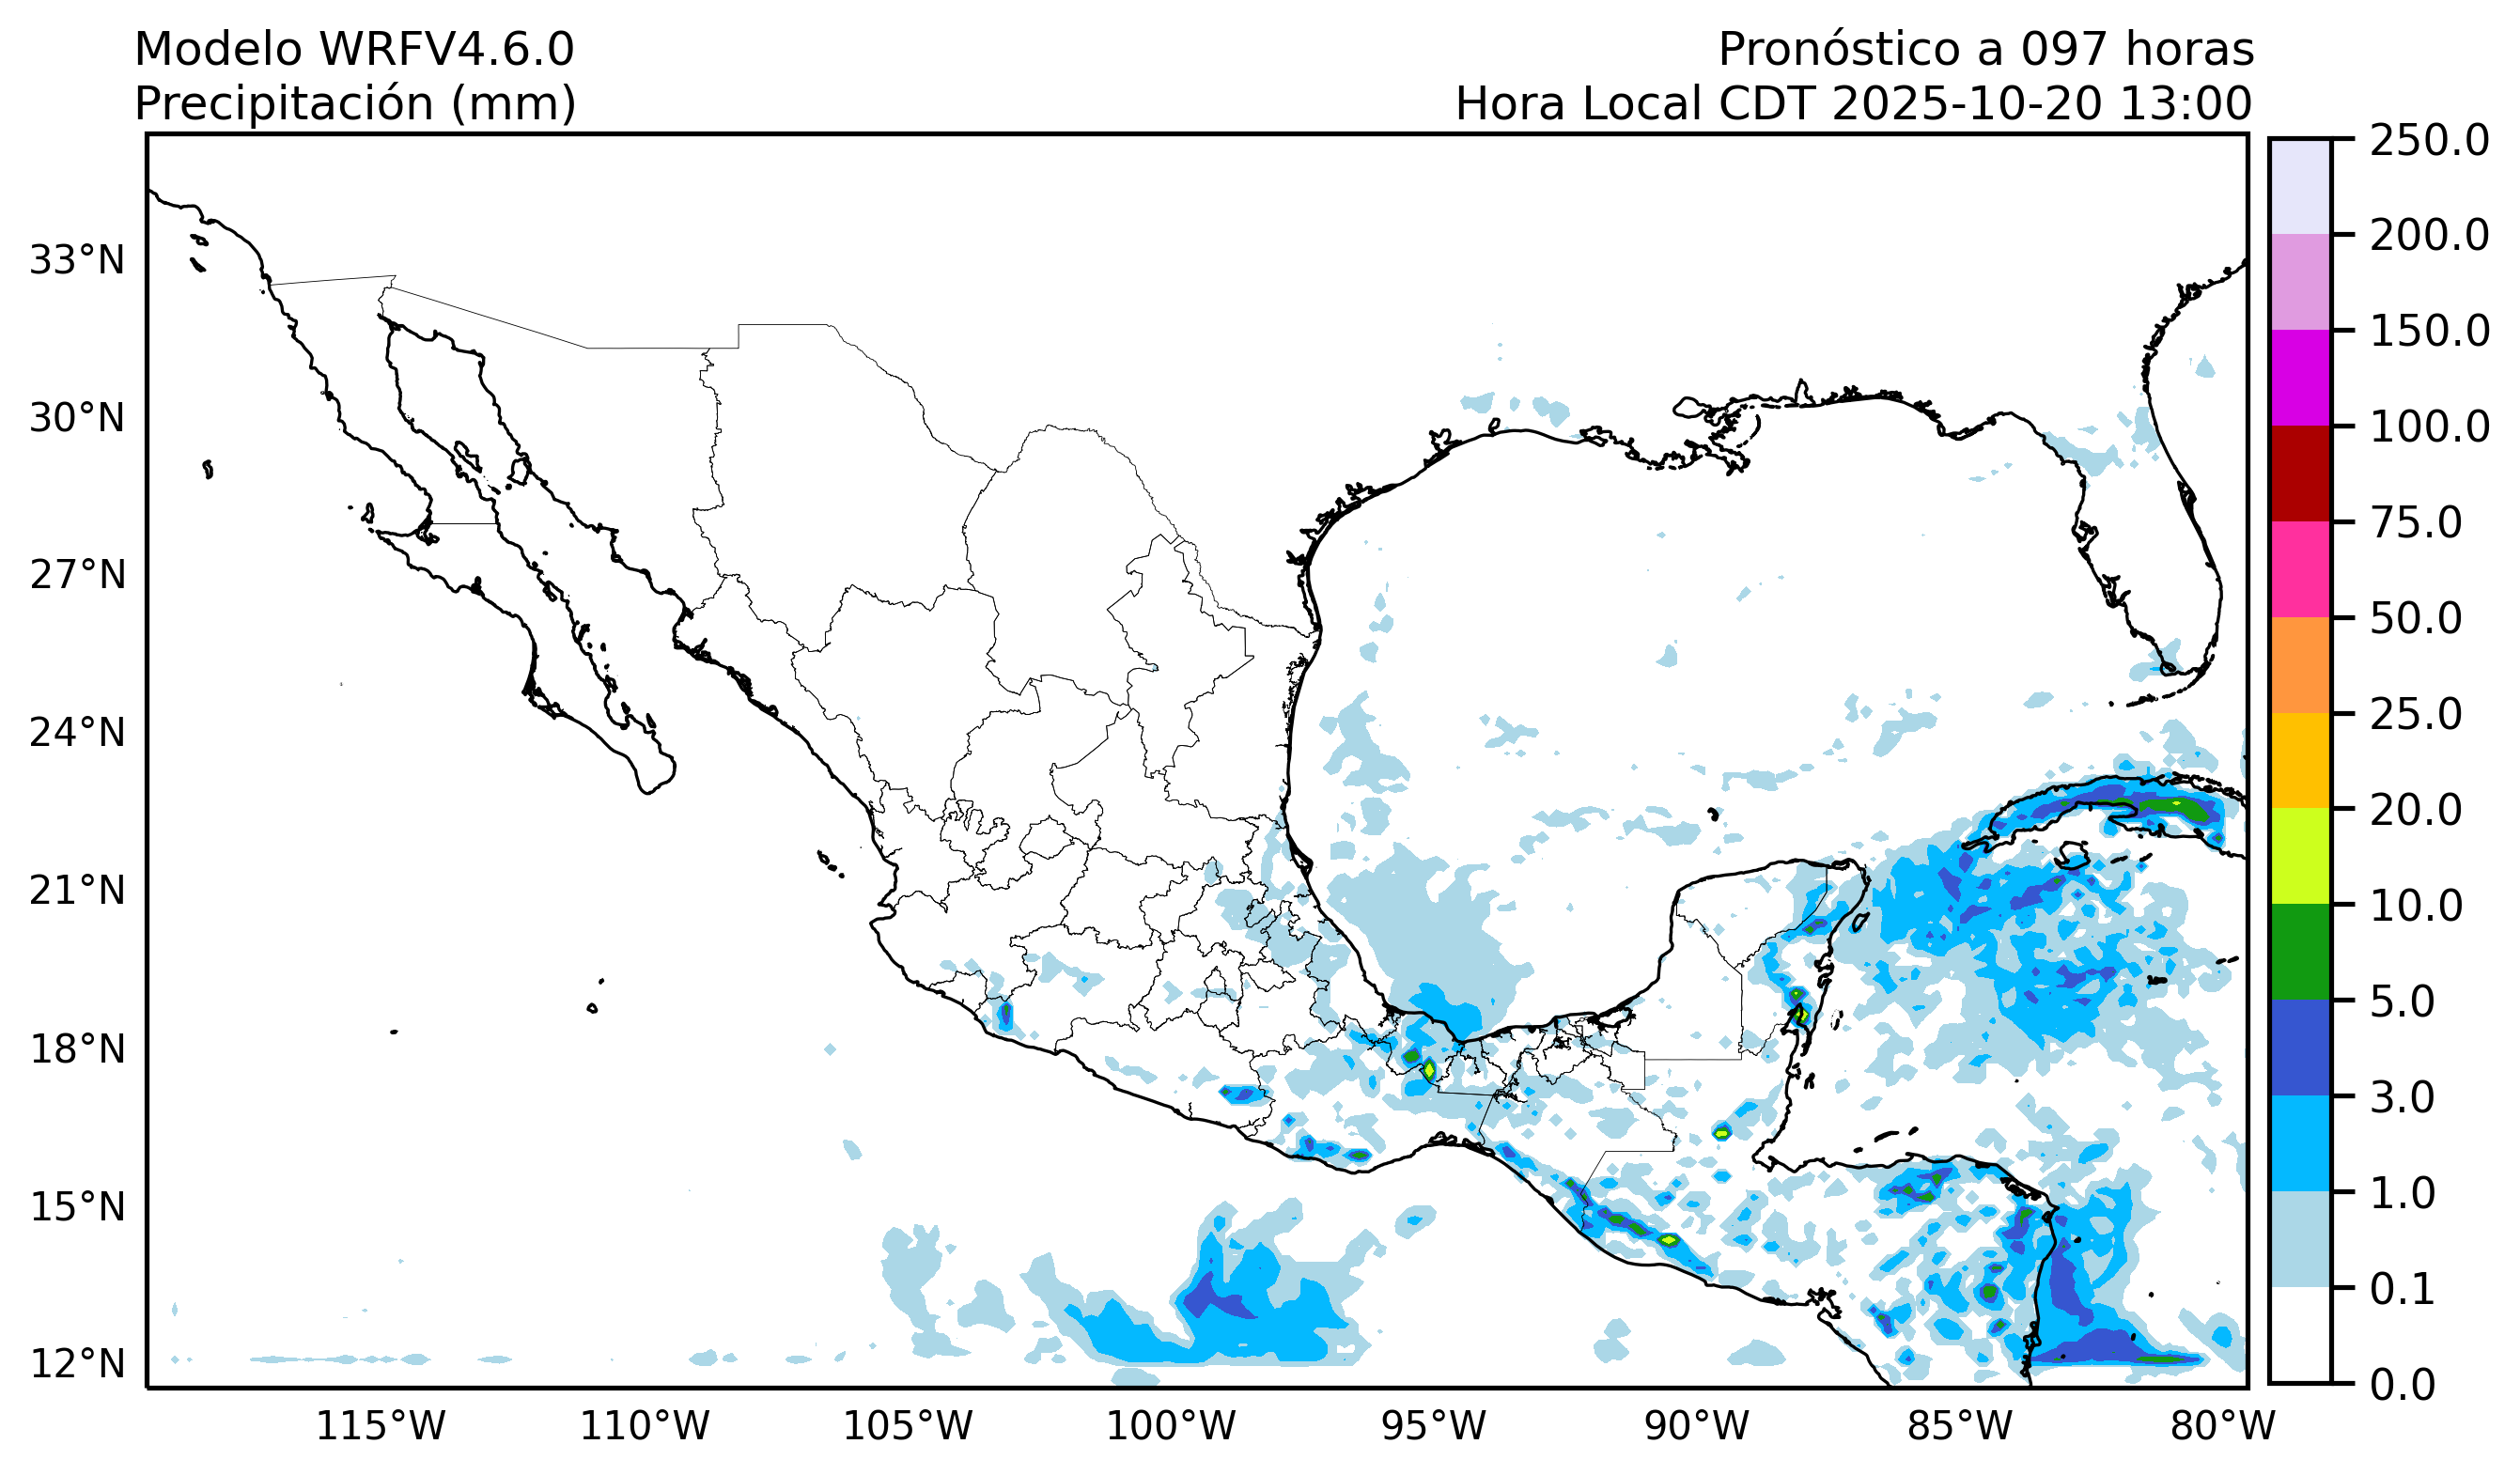 Modelo WRFV4.6.0
Precipitación (mm)
Pronóstico a 097 horas
Hora Local CDT 2025-10-20 13:00
33°N
30°N
27°N
24°N
21°N
18°N
15°N
12°N
115°W
110°W
105°W
100°W
95°W
90°W
85°W
80°W
250.0
200.0
150.0
100.0
75.0
50.0
25.0
20.0
10.0
5.0
3.0
1.0
0.1
0.0